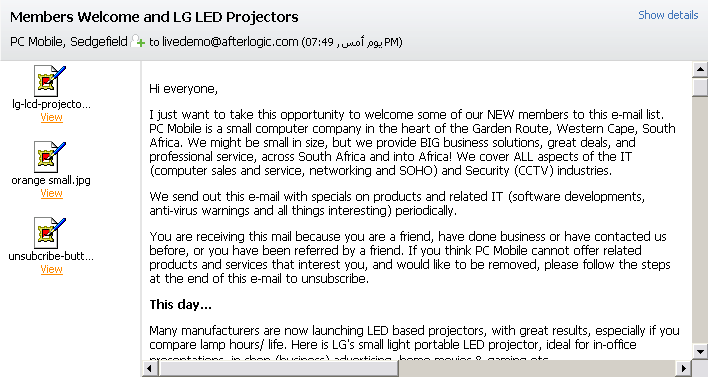 Members Welcome and LG LED Projectors
Show details
PC Mobile, Sedgefield to livedemo@afterlogic.com (07:49 ,يوم أمس PM)
lg-lcd-projecto...
View
orange small.jpg
View
unsubcribe-butt...
View
Hi everyone,
I just want to take this opportunity to welcome some of our NEW members to this e-mail list.
PC Mobile is a small computer company in the heart of the Garden Route, Western Cape, South
Africa. We might be small in size, but we provide BIG business solutions, great deals, and
professional service, across South Africa and into Africa! We cover ALL aspects of the IT
(computer sales and service, networking and SOHO) and Security (CCTV) industries.
We send out this e-mail with specials on products and related IT (software developments,
anti-virus warnings and all things interesting) periodically.
You are receiving this mail because you are a friend, have done business or have contacted us
before, or you have been referred by a friend. If you think PC Mobile cannot offer related
products and services that interest you, and would like to be removed, please follow the steps
at the end of this e-mail to unsubscribe.
This day...
Many manufacturers are now launching LED based projectors, with great results, especially if you
compare lamp hours/ life. Here is LG's small light portable LED projector, ideal for in-office
presentations, in shop (business) advertising, home movies & gaming etc.